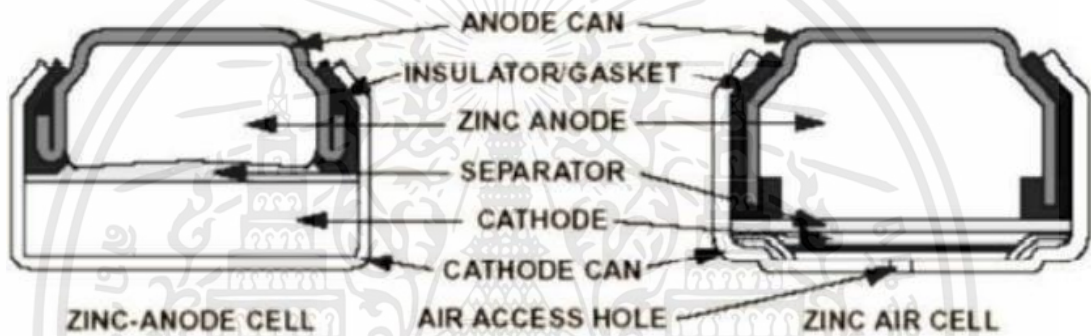 ANODE CAN
INSULATOR/GASKET
ZINC ANODE
SEPARATOR
CATHODE
CATHODE CAN
ZINC-ANODE CELL AIR ACCESS HOLE ZINC AIR CELL